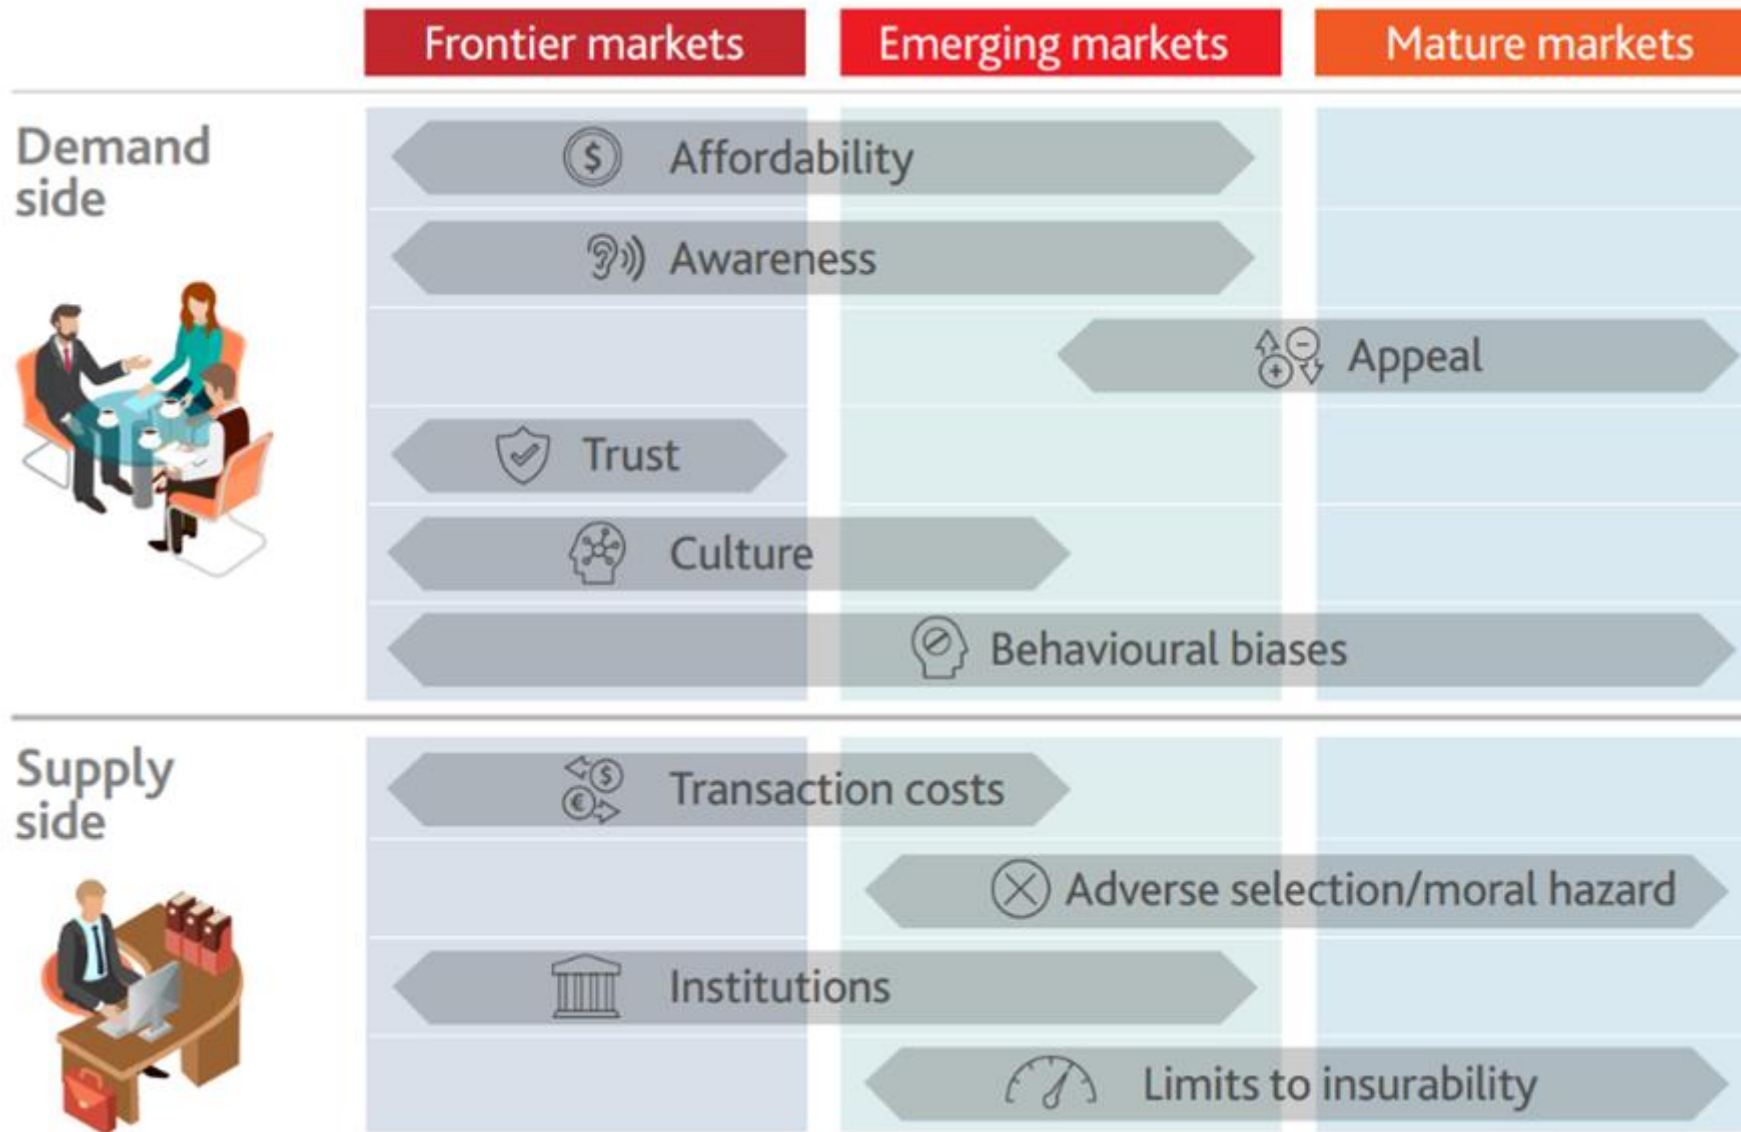 Frontier markets
Emerging markets
Mature markets
Demand
side
$ Affordability
Awareness
Appeal
Trust
Culture
Behavioural biases
Supply
side
$ € Transaction costs
Adverse selection/moral hazard
Institutions
Limits to insurability